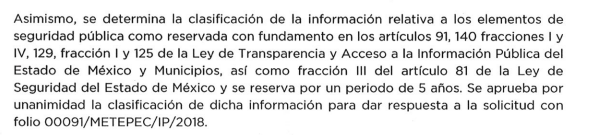 Asimismo, se determina la clasificación de la información relativa a los elementos de
seguridad pública como reservada con fundamento en los artículos 91, 140 fracciones I y
IV, 129, fracción I y 125 de la Ley de Transparencia y Acceso a la Información Pública del
Estado de México y Municipios, así como fracción III del artículo 81 de la Ley de
Seguridad del Estado de México y se reserva por un periodo de 5 años. Se aprueba por
unanimidad la clasificación de dicha información para dar respuesta a la solicitud con
folio 00091/METEPEC/IP/2018.